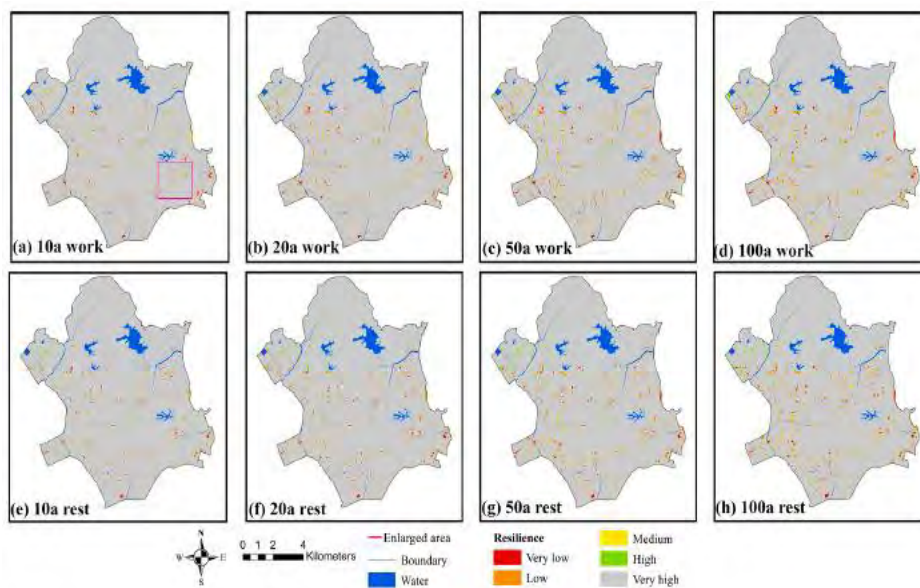 (a) 10a work
(b) 20a work
(c) 50a work
(d) 100a work
(e) 10a rest
(f) 20a rest
(g) 50a rest
(h) 100a rest
N
W E
S
0 1 2 4
Kilometers
Enlarged area
Boundary
Water
Resilience
Very low
Low
Medium
High
Very high